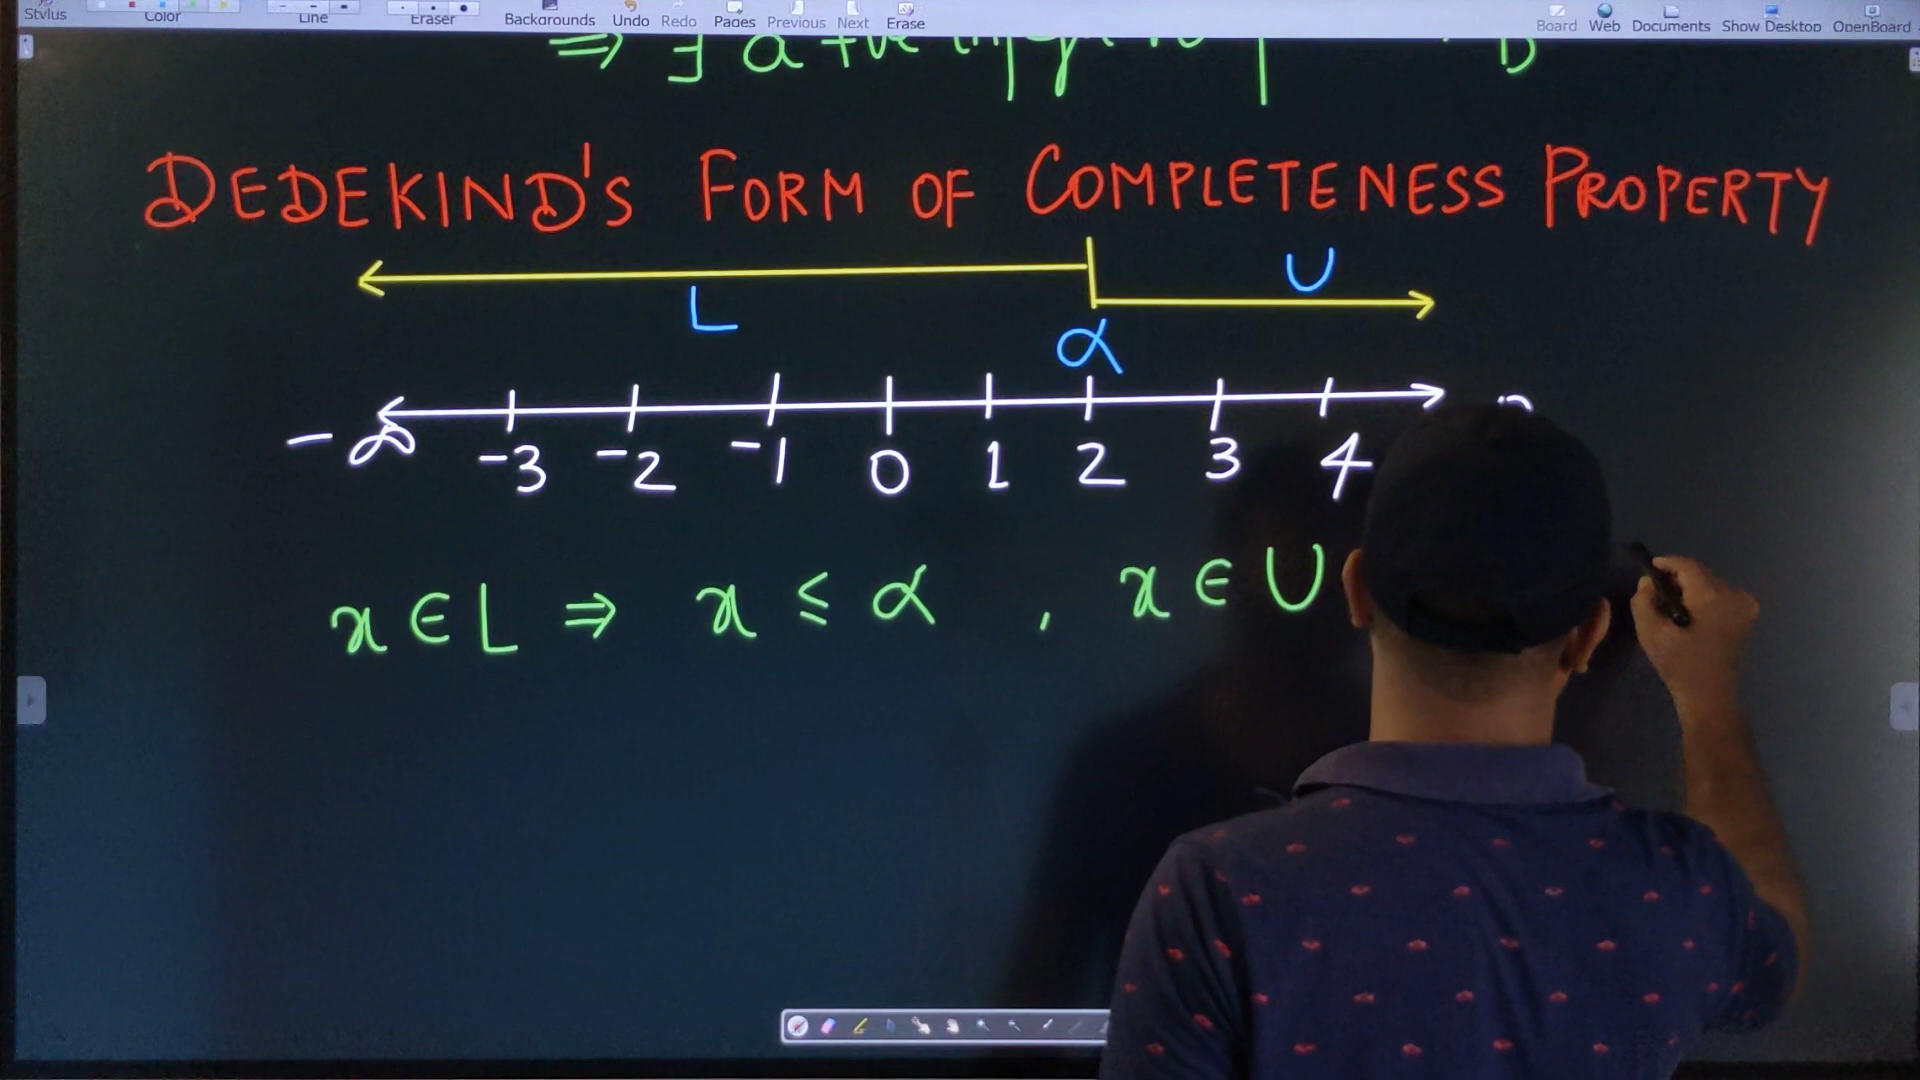 Stylus Color Line Eraser Backgrounds Undo Redo Pages Previous Next Erase Board Web Documents Show Desktop OpenBoard
⇒ ∃ a +ve
DEDEKIND'S FORM OF COMPLETENESS PROPERTY
U
L
α
-∞ -3 -2 -1 0 1 2 3 4
x ∈ L ⇒ x ≤ α , x ∈ U